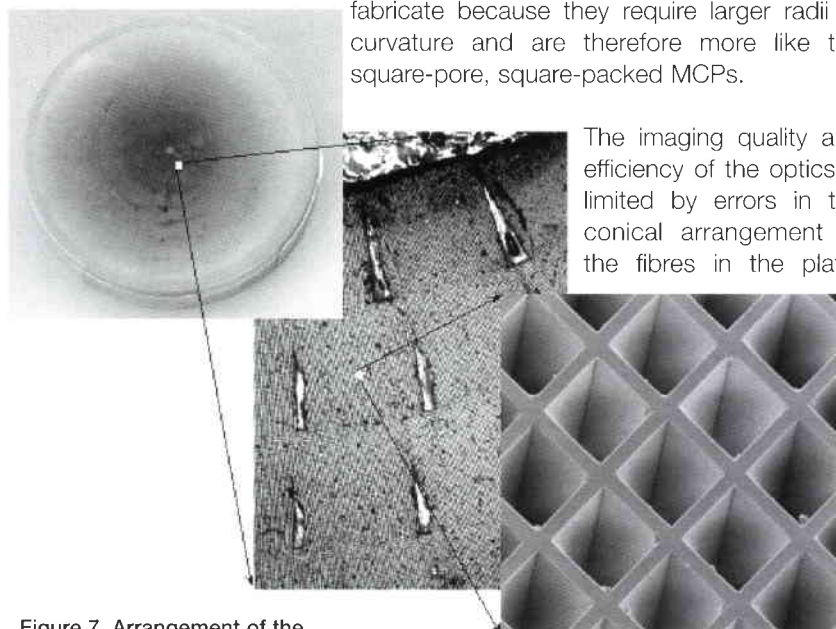 fabricate because they require larger radii
curvature and are therefore more like t
square-pore, square-packed MCPs.
The imaging quality a
efficiency of the optics
limited by errors in t
conical arrangement
the fibres in the plat
Figure 7. Arrangement of the